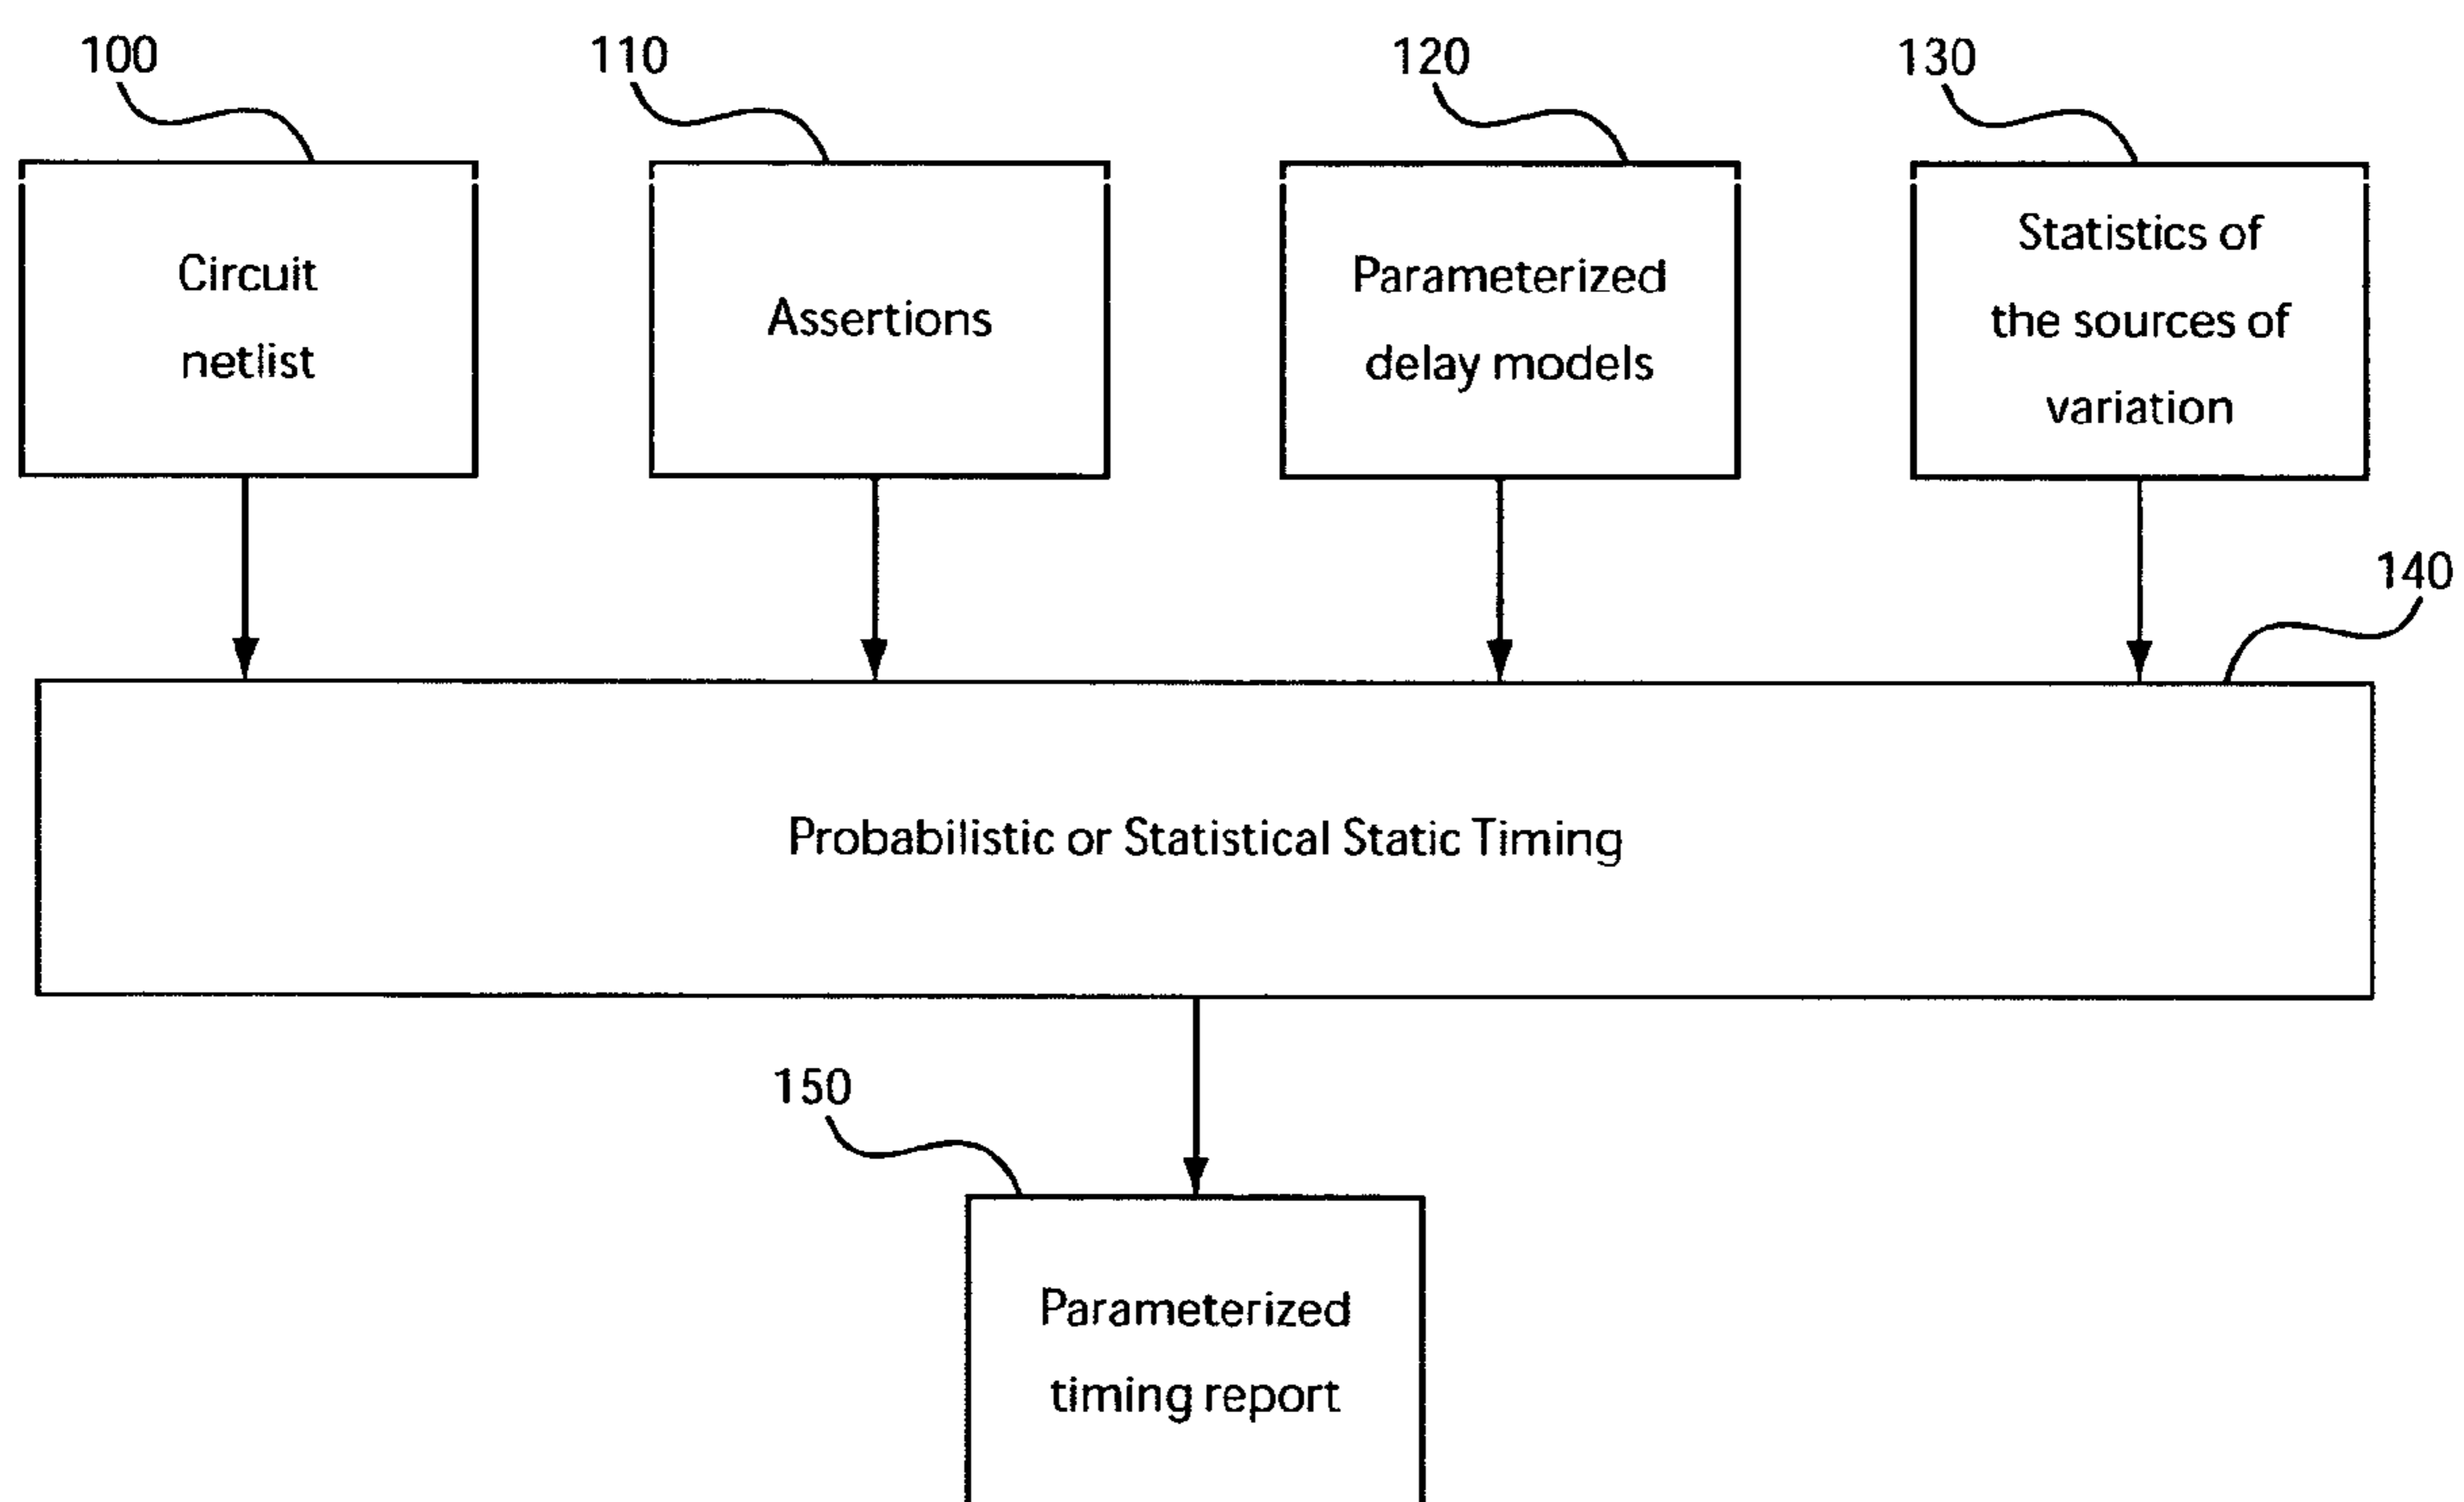 100
110
120
130
Circuit
netlist
Assertions
Parameterized
delay models
Statistics of
the sources of
variation
140
Probabilistic or Statistical Static Timing
150
Parameterized
timing report